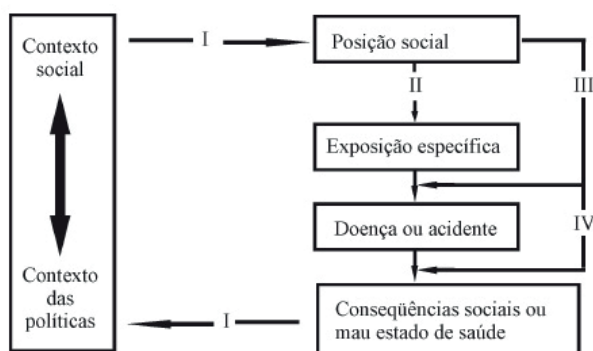 Contexto
social
Contexto
das
políticas
I
Posição social
II
III
Exposição específica
Doença ou acidente
IV
Conseqüências sociais ou
mau estado de saúde
I